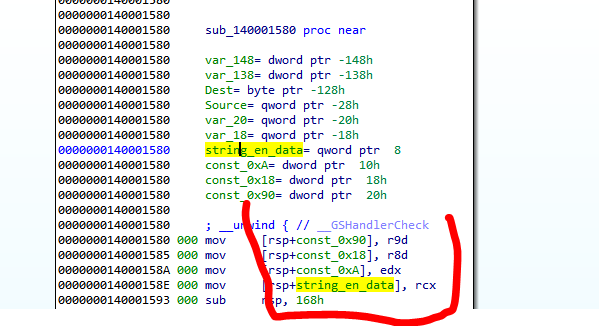 0000000140001580
0000000140001580
0000000140001580 sub_140001580 proc near
0000000140001580
0000000140001580 var_148= dword ptr -148h
0000000140001580 var_138= dword ptr -138h
0000000140001580 Dest= byte ptr -128h
0000000140001580 Source= qword ptr -28h
0000000140001580 var_20= qword ptr -20h
0000000140001580 var_18= qword ptr -18h
0000000140001580 string_en_data= qword ptr 8
0000000140001580 const_0xA= dword ptr 10h
0000000140001580 const_0x18= dword ptr 18h
0000000140001580 const_0x90= dword ptr 20h
0000000140001580
0000000140001580 ; __unwind { // __GSHandlerCheck
0000000140001580 000 mov [rsp+const_0x90], r9d
0000000140001585 000 mov [rsp+const_0x18], r8d
000000014000158A 000 mov [rsp+const_0xA], edx
000000014000158E 000 mov [rsp+string_en_data], rcx
0000000140001593 000 sub rsp, 168h